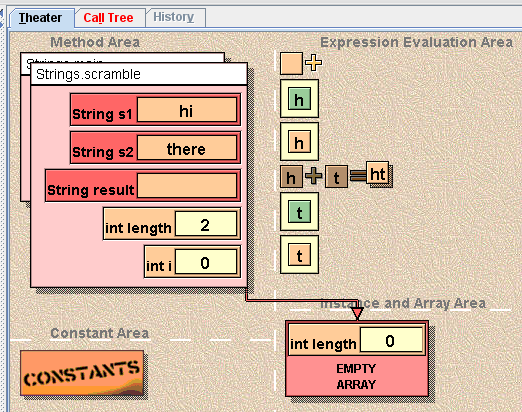 Theater
Call Tree
History
Method Area
Expression Evaluation Area
Strings.main
Strings.scramble
String s1 hi
String s2 there
String result
int length 2
int i 0
+
h
h
h + t = ht
t
t
Instance and Array Area
int length 0
EMPTY
ARRAY
Constant Area
CONSTANTS